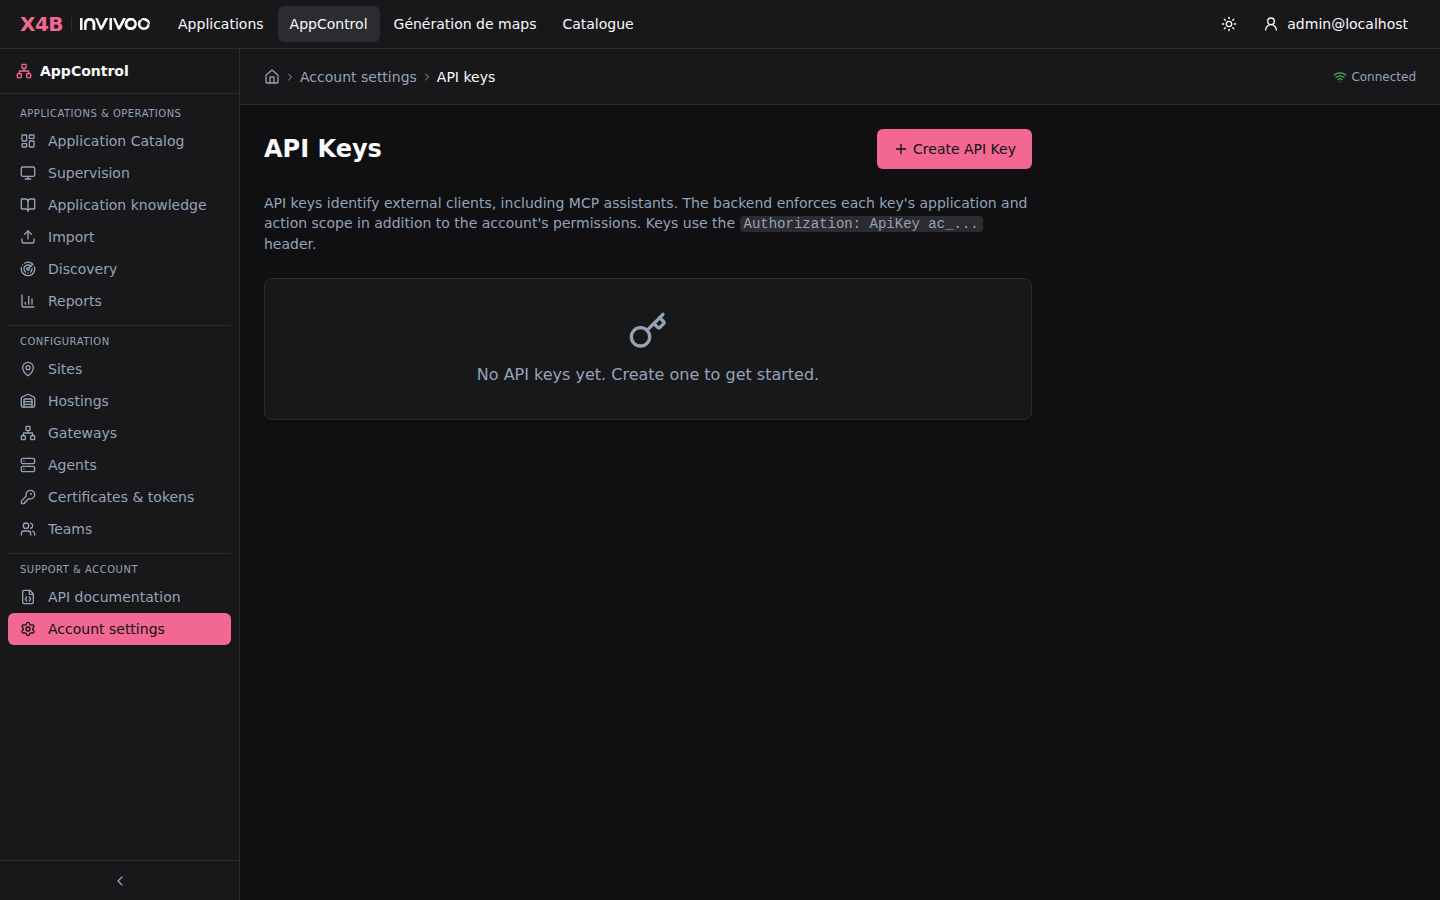 X4B INVIVOO Applications AppControl Génération de maps Catalogue admin@localhost
AppControl
Account settings API keys Connected
APPLICATIONS & OPERATIONS
Application Catalog
Supervision
Application knowledge
Import
Discovery
Reports
CONFIGURATION
Sites
Hostings
Gateways
Agents
Certificates & tokens
Teams
SUPPORT & ACCOUNT
API documentation
Account settings
API Keys
Create API Key
API keys identify external clients, including MCP assistants. The backend enforces each key's application and
action scope in addition to the account's permissions. Keys use the Authorization: ApiKey ac_...
header.
No API keys yet. Create one to get started.